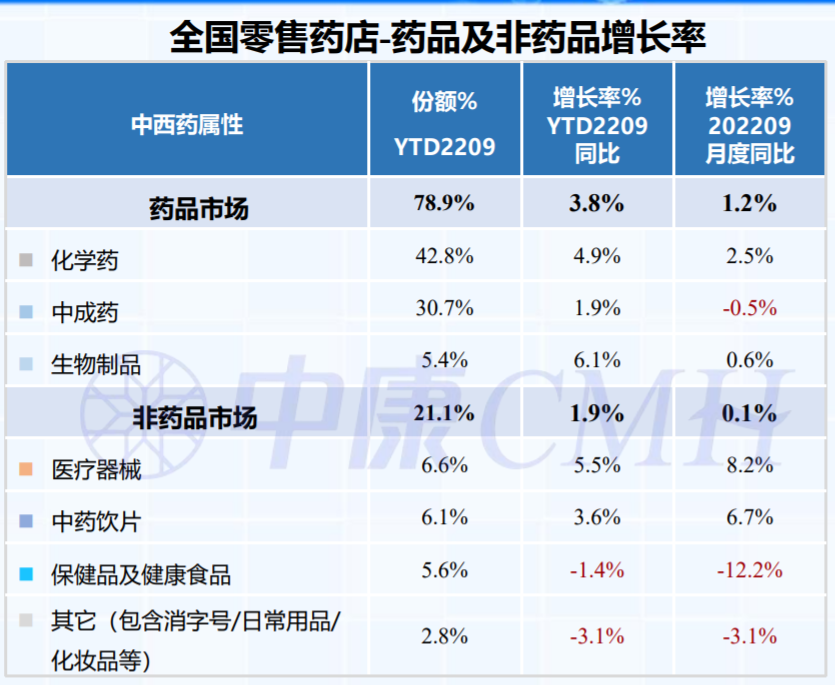 全国零售药店-药品及非药品增长率
中西药属性
份额%
YTD2209
增长率%
YTD2209
同比
增长率%
202209
月度同比
药品市场 78.9% 3.8% 1.2%
化学药 42.8% 4.9% 2.5%
中成药 30.7% 1.9% -0.5%
生物制品 5.4% 6.1% 0.6%
非药品市场 21.1% 1.9% 0.1%
医疗器械 6.6% 5.5% 8.2%
中药饮片 6.1% 3.6% 6.7%
保健品及健康食品 5.6% -1.4% -12.2%
其它（包含消字号/日常用品/
化妆品等） 2.8% -3.1% -3.1%
中康CMH